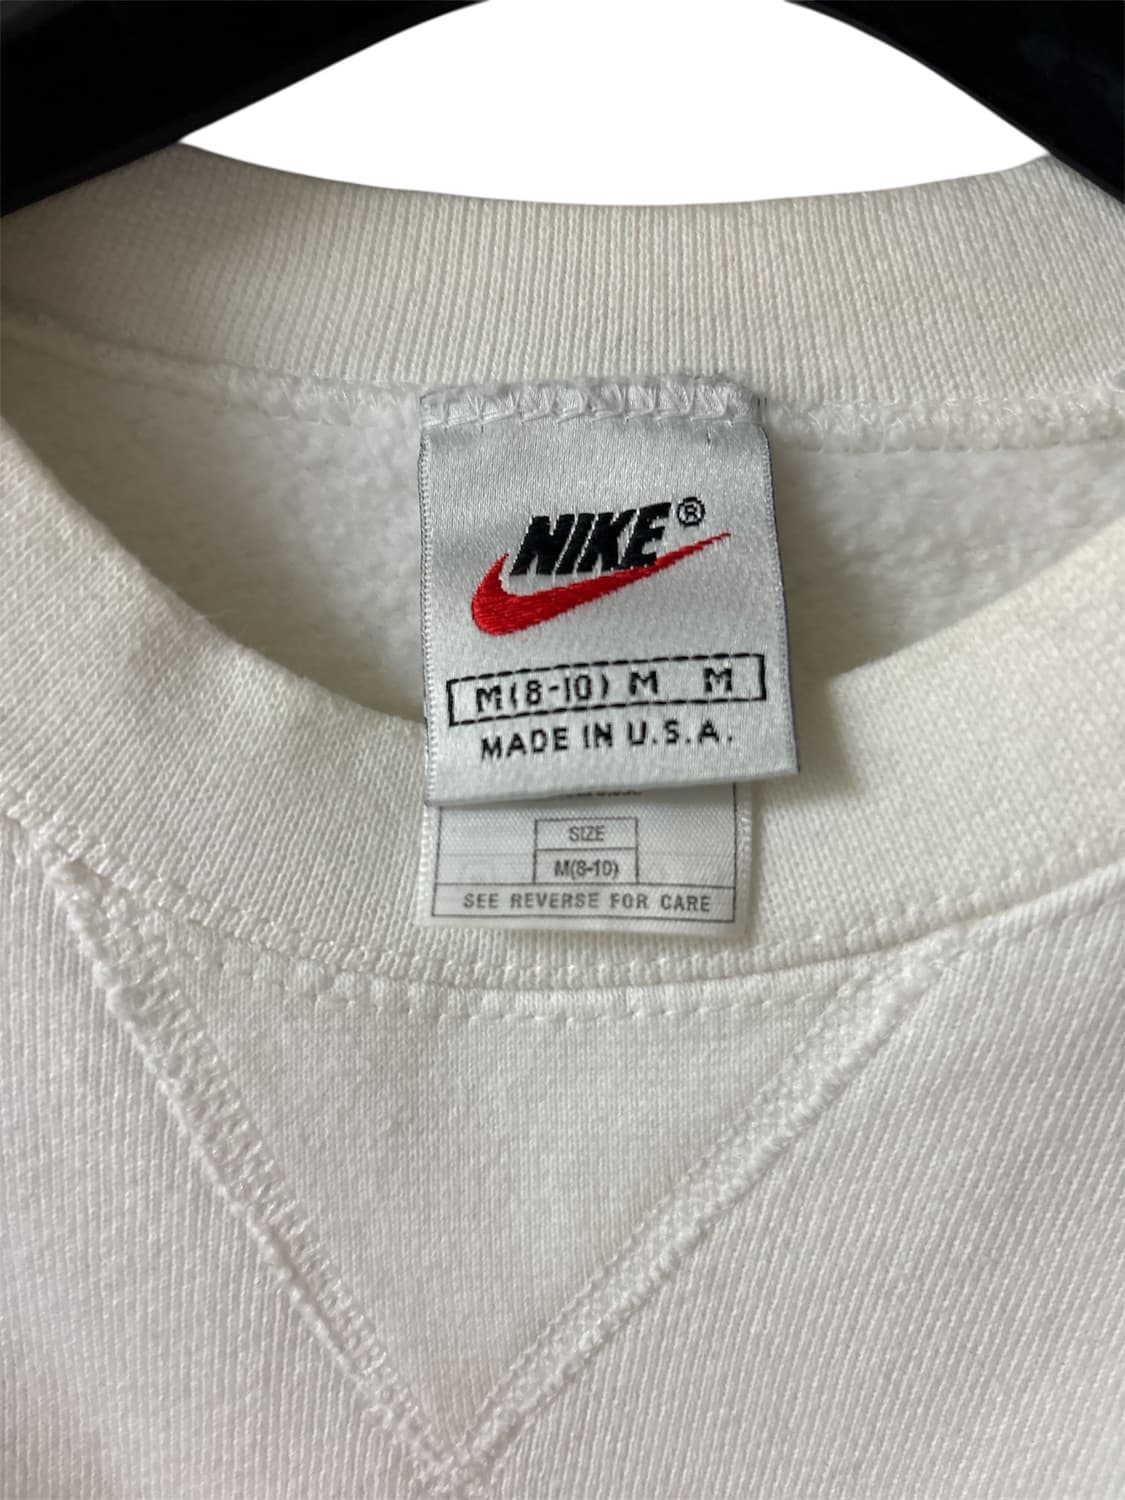 NIKE®
M(8-10) M M
MADE IN U.S.A.
SIZE
M(8-10)
SEE REVERSE FOR CARE